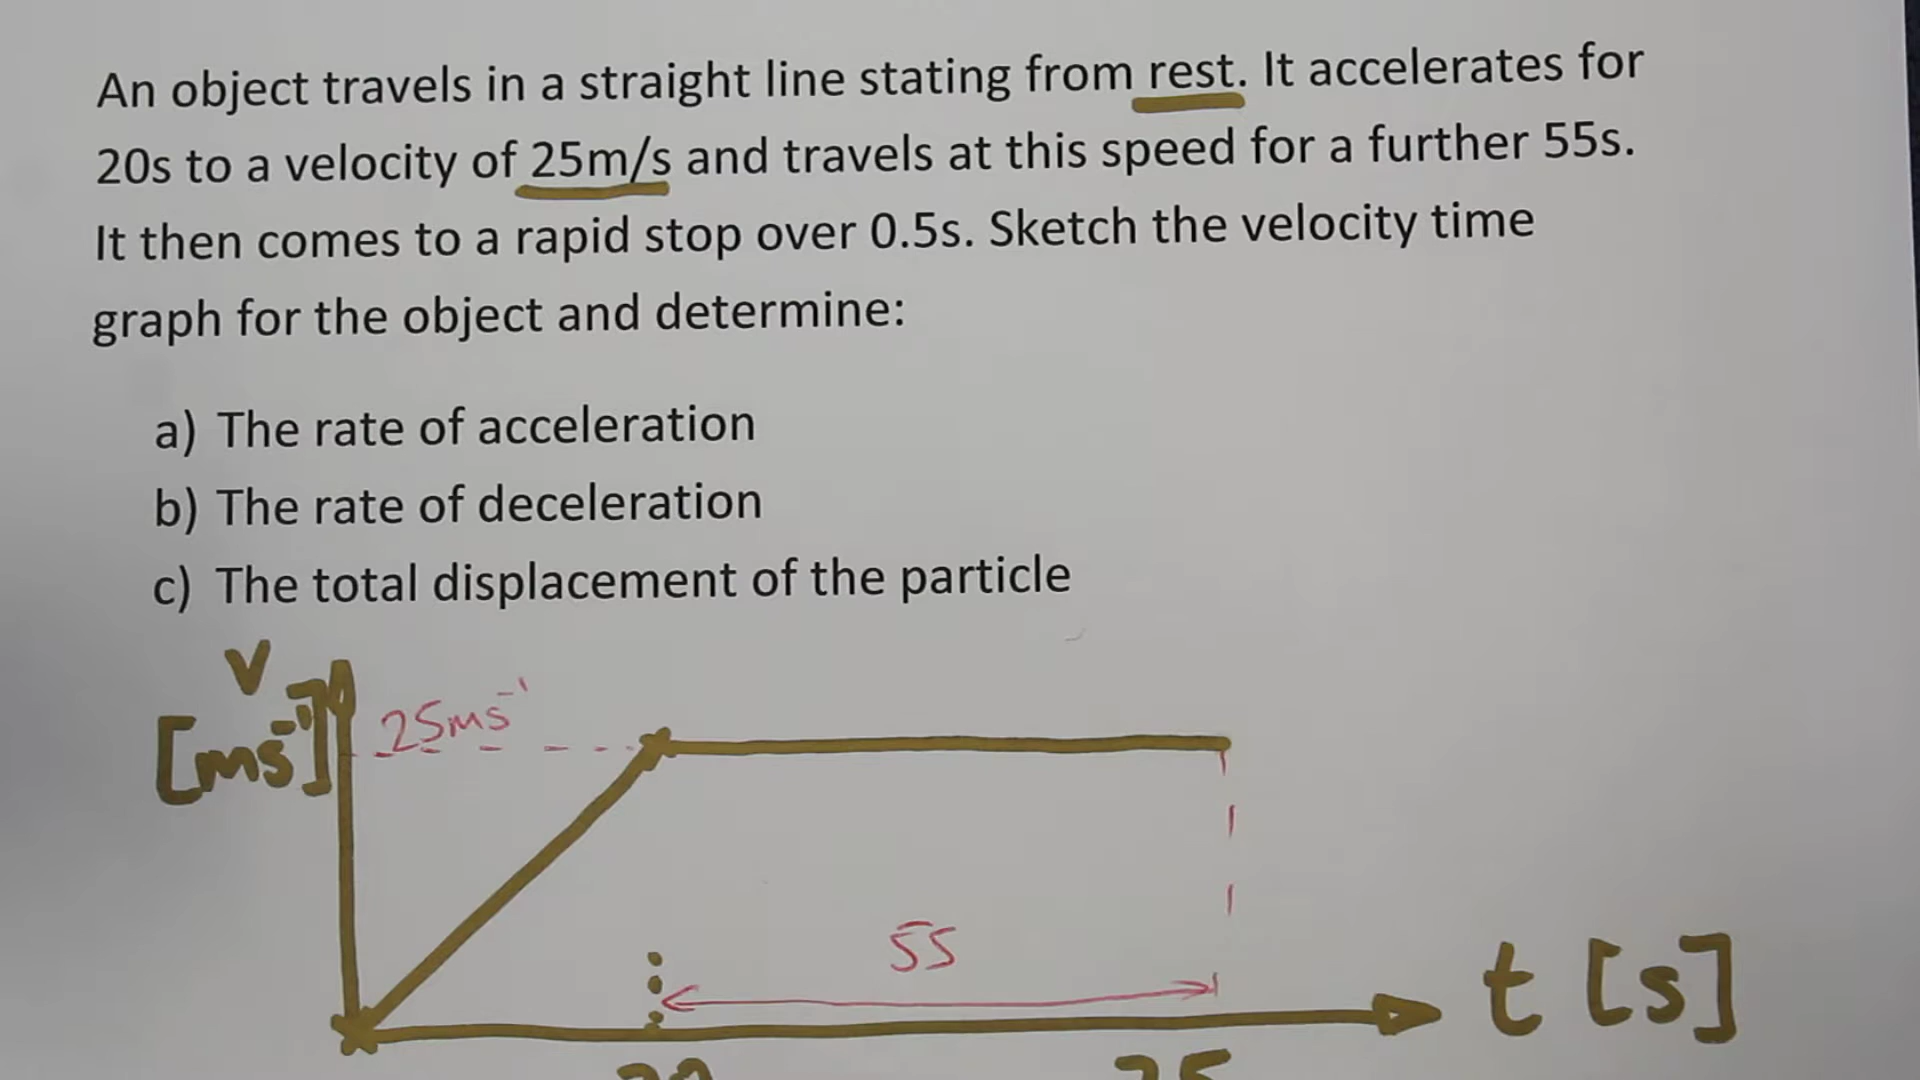 An object travels in a straight line stating from rest. It accelerates for
20s to a velocity of 25m/s and travels at this speed for a further 55s.
It then comes to a rapid stop over 0.5s. Sketch the velocity time
graph for the object and determine:
a) The rate of acceleration
b) The rate of deceleration
c) The total displacement of the particle
v
[ms⁻¹]
25ms⁻¹
55
t [s]